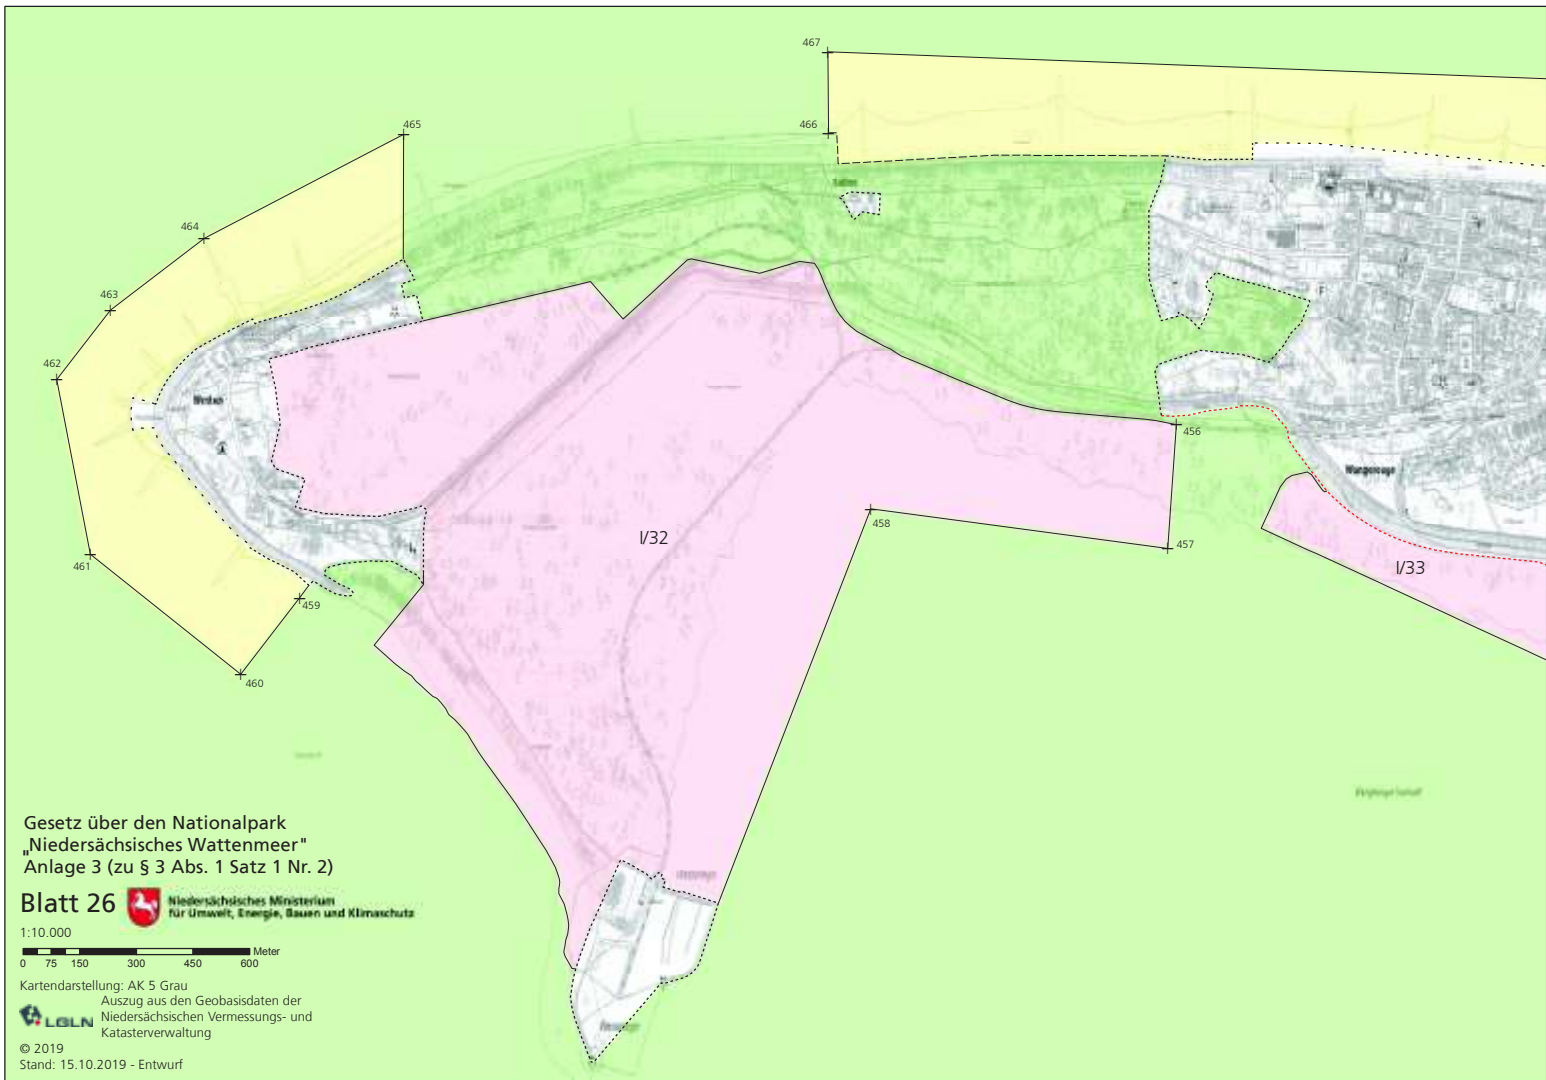 467
465
466
464
463
F
462
Westen
456
Wangerooge
458
I/32
457
461
I/33
459
460
Gesetz über den Nationalpark
„Niedersächsisches Wattenmeer"
Anlage 3 (zu § 3 Abs. 1 Satz 1 Nr. 2)
Blatt 26
Niedersächsisches Ministerium
für Umwelt, Energie, Bauen und Klimaschutz
1:10.000
Meter
0 75 150 300 450 600
Kartendarstellung: AK 5 Grau
Auszug aus den Geobasisdaten der
LGLN Niedersächsischen Vermessungs- und
Katasterverwaltung
© 2019
Stand: 15.10.2019 - Entwurf